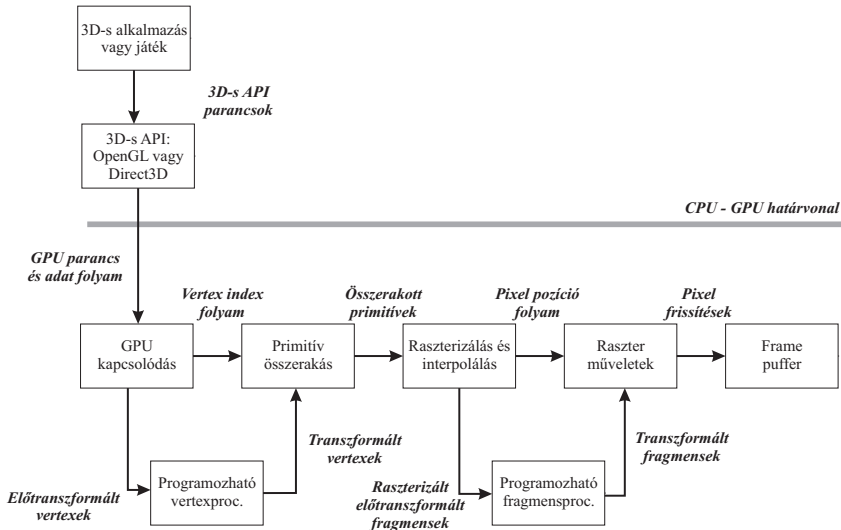 3D-s alkalmazás
vagy játék
3D-s API
parancsok
3D-s API:
OpenGL vagy
Direct3D
CPU - GPU határvonal
GPU parancs
és adat folyam
Vertex index
folyam
Összerakott
primitívek
Pixel pozíció
folyam
Pixel
frissítések
GPU
kapcsolódás
Primitív
összerakás
Raszterizálás és
interpolálás
Raszter
műveletek
Frame
puffer
Előtranszformált
vertexek
Programozható
vertexproc.
Transzformált
vertexek
Raszterizált
előtranszformált
fragmensek
Programozható
fragmensproc.
Transzformált
fragmensek